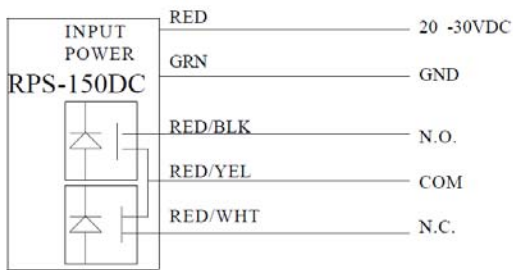 RED
20 -30VDC
INPUT
POWER
GRN
GND
RPS-150DC
RED/BLK
N.O.
RED/YEL
COM
RED/WHT
N.C.